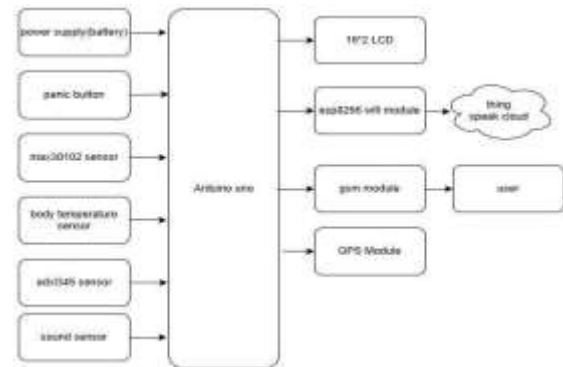 power supply(battery)
panic button
max30102 sensor
body temperature
sensor
adxl345 sensor
sound sensor
Arduino uno
16*2 LCD
esp8266 wifi module
thing
speak cloud
gsm module
user
GPS Module